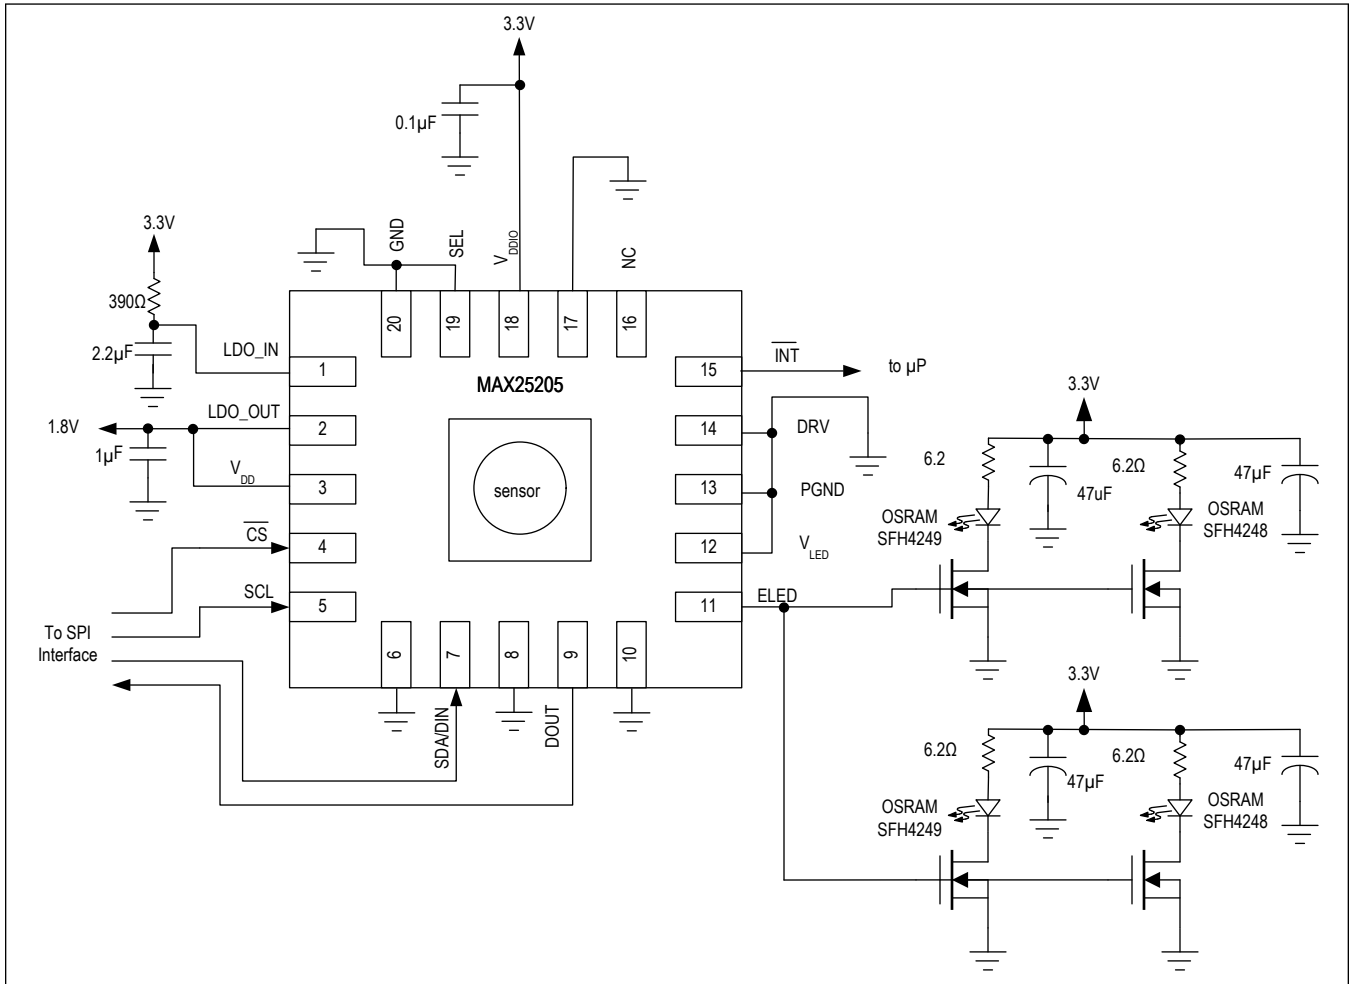 3.3V
0.1µF
3.3V
390Ω
2.2µF
GND
SEL
VDDIO
NC
20
19
18
17
16
LDO_IN
1
MAX25205
15
INT
to µP
LDO_OUT
1.8V
2
1µF
VDD
3
sensor
14
DRV
13
PGND
CS
4
12
VLED
SCL
5
11
ELED
To SPI
Interface
6
7
8
9
10
SDA/DIN
DOUT
3.3V
6.2
47uF
6.2Ω
47µF
OSRAM
SFH4249
OSRAM
SFH4248
3.3V
6.2Ω
47µF
6.2Ω
47µF
OSRAM
SFH4249
OSRAM
SFH4248